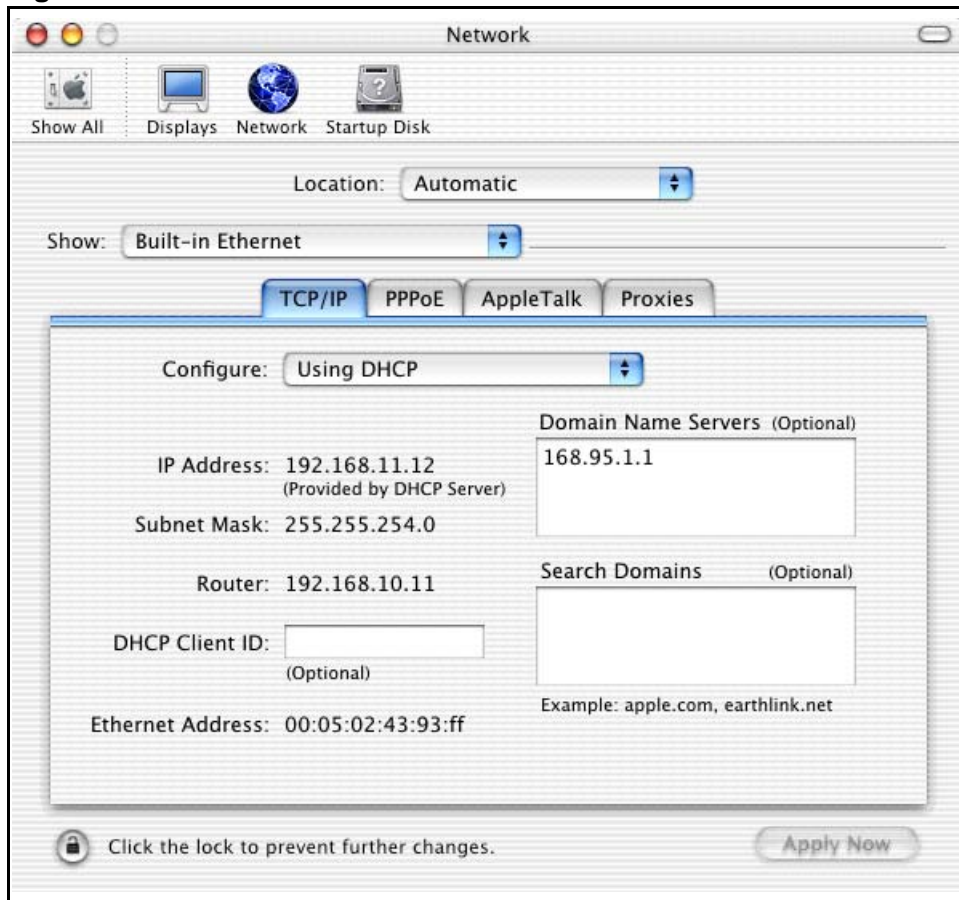 Network
Show All Displays Network Startup Disk
Location: Automatic
Show: Built-in Ethernet
TCP/IP PPPoE AppleTalk Proxies
Configure: Using DHCP
Domain Name Servers (Optional)
168.95.1.1
IP Address: 192.168.11.12
(Provided by DHCP Server)
Subnet Mask: 255.255.254.0
Search Domains (Optional)
Router: 192.168.10.11
DHCP Client ID:
(Optional)
Example: apple.com, earthlink.net
Ethernet Address: 00:05:02:43:93:ff
Click the lock to prevent further changes.
Apply Now